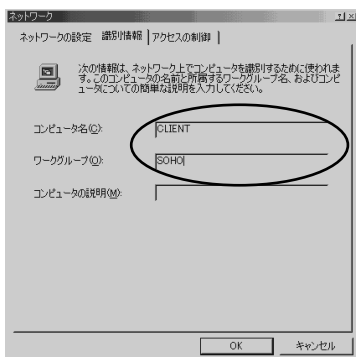 ネットワーク
ネットワークの設定 識別情報 アクセスの制御
次の情報は、ネットワーク上でコンピュータを識別するために使われま
す。このコンピュータの名前と所属するワークグループ名、およびコンピ
ュータについての簡単な説明を入力してください。
コンピュータ名(C): CLIENT
ワークグループ(O): SOHO
コンピュータの説明(M):
OK キャンセル